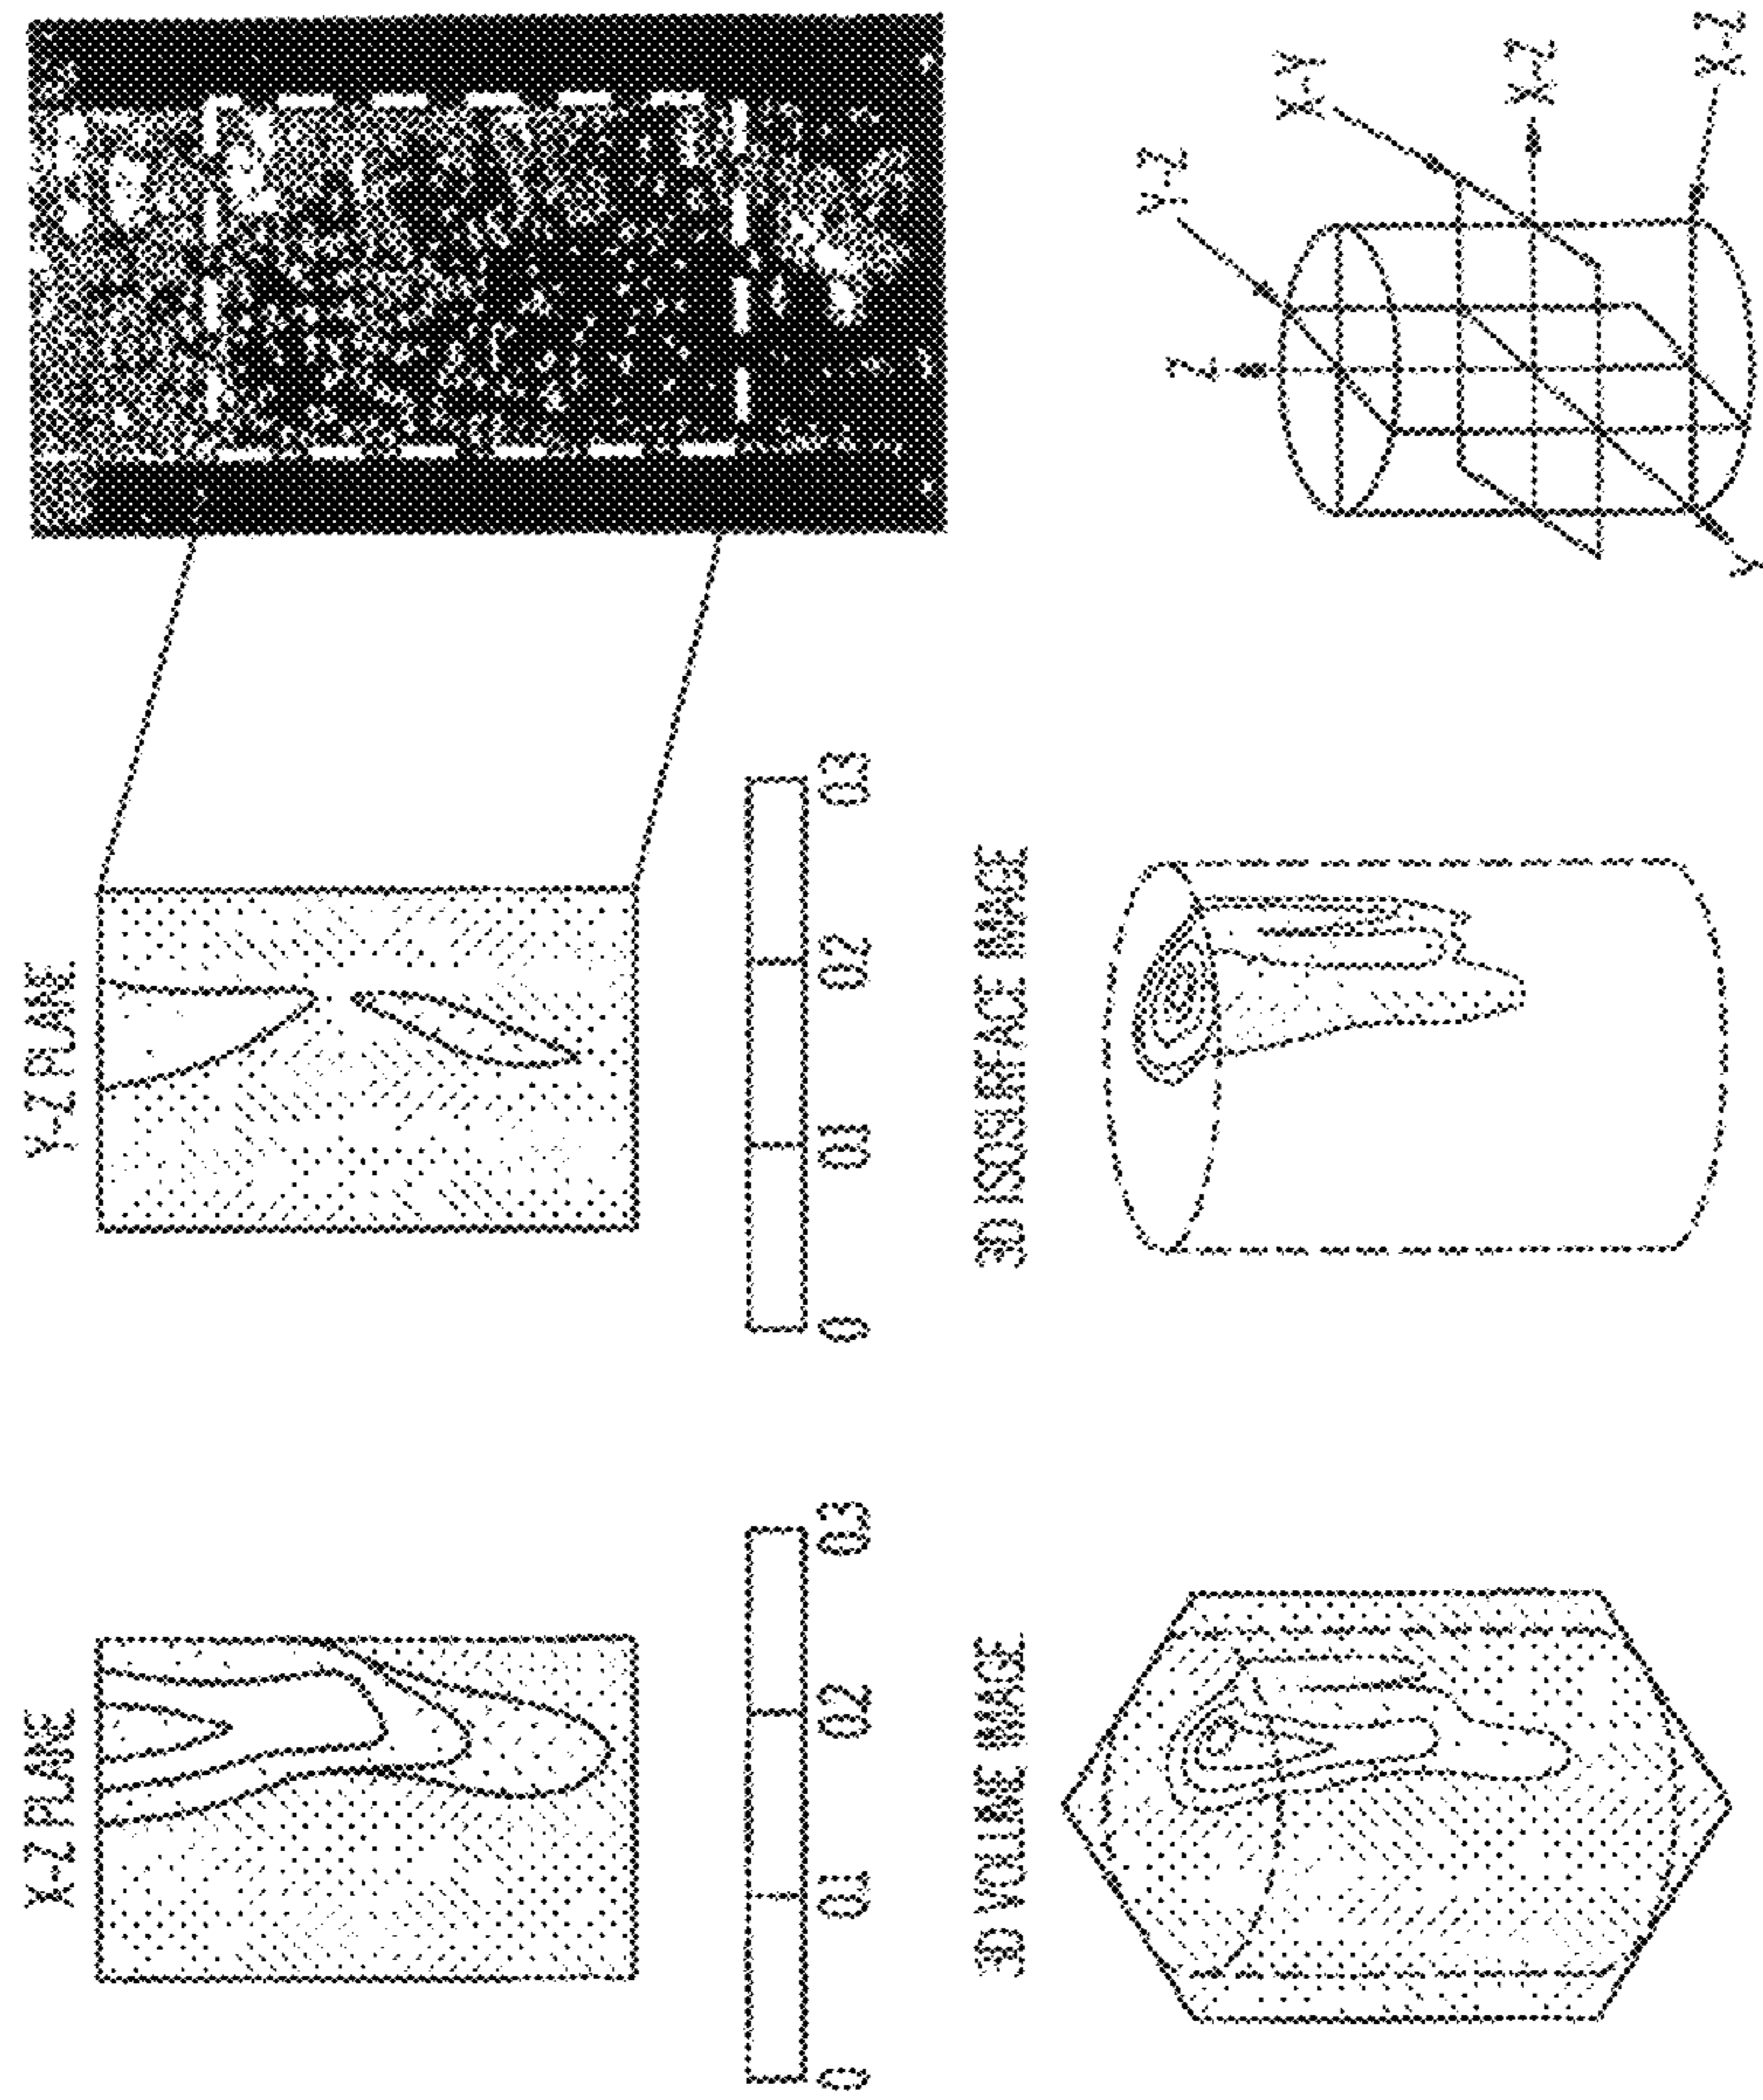 X-Z PLANE
Y-Z PLANE
0 0.1 0.2 0.3
0 0.1 0.2 0.3
3D VOLUME IMAGE
3D ISOSURFACE IMAGE
Z
Y-Z
X-Y
X-Z
X-Z
Y